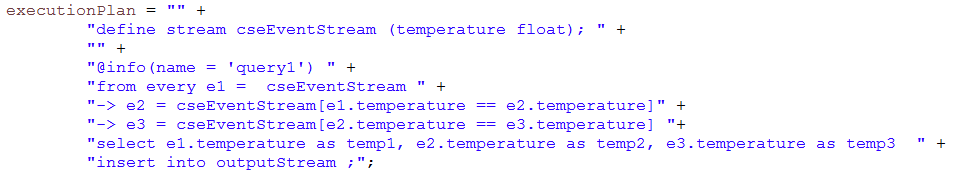 executionPlan = "" +
"define stream cseEventStream (temperature float); " +
"" +
"@info(name = 'query1') " +
"from every e1 =  cseEventStream " +
"-> e2 = cseEventStream[e1.temperature == e2.temperature]" +
"-> e3 = cseEventStream[e2.temperature == e3.temperature] "+
"select e1.temperature as temp1, e2.temperature as temp2, e3.temperature as temp3  " +
"insert into outputStream ;";